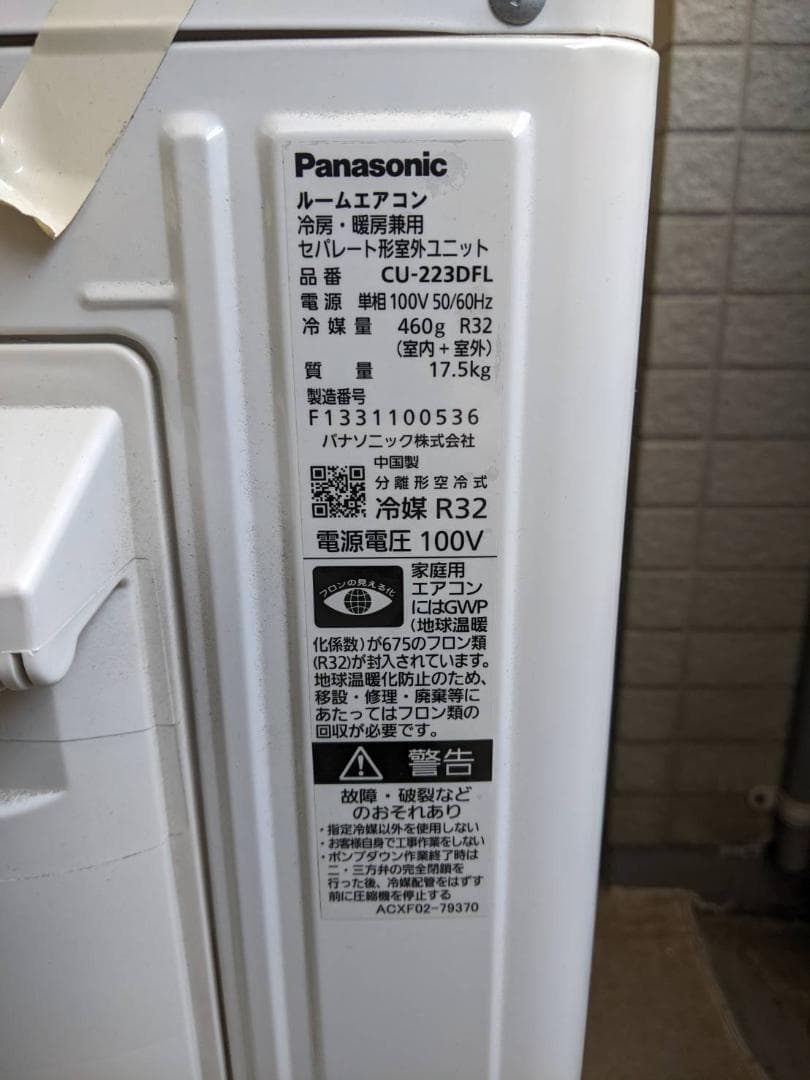 Panasonic
ルームエアコン
冷房・暖房兼用
セパレート形室外ユニット
品番 CU-223DFL
電源 単相100V 50/60Hz
冷媒量 460g R32
(室内+室外)
質量 17.5kg
製造番号
F1331100536
パナソニック株式会社
中国製
分離形空冷式
冷媒 R32
電源電圧 100V
フロンの見える化
家庭用
エアコン
にはGWP
(地球温暖
化係数)が675のフロン類
(R32)が封入されています。
地球温暖化防止のため、
移設・修理・廃棄等に
あたってはフロン類の
回収が必要です。
警告
故障・破裂など
のおそれあり
・指定冷媒以外を使用しない
・お客様自身で工事作業をしない
・ポンプダウン作業終了時は
二・三方弁の完全閉鎖を
行った後、冷媒配管をはずす
前に圧縮機を停止する
ACXF02-79370